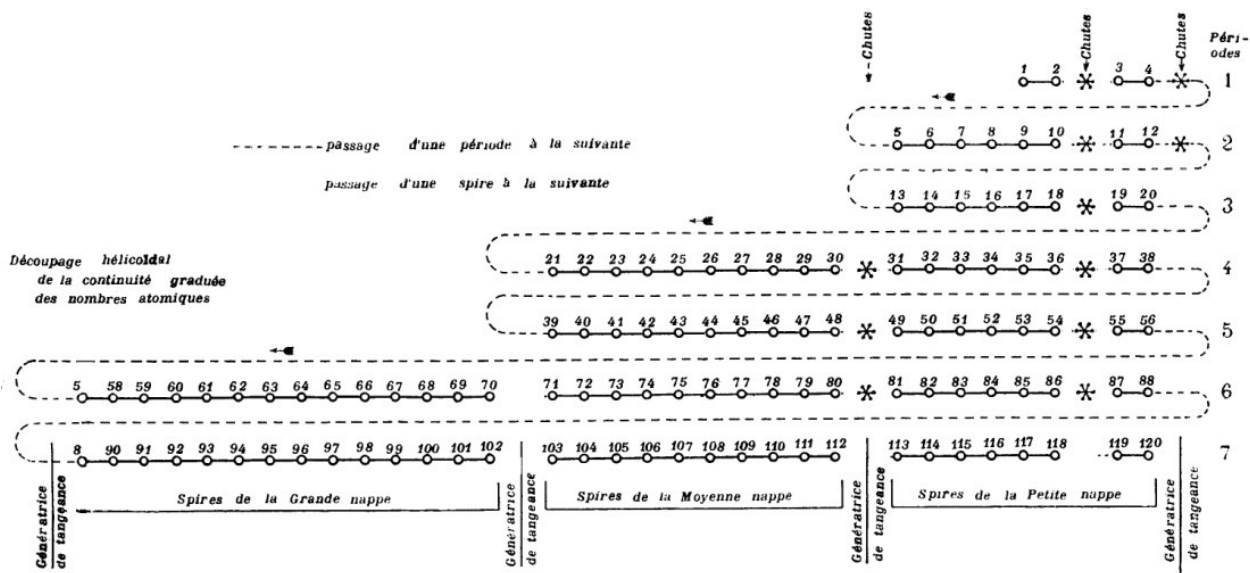 Chutes
Chutes
Chutes
Péri-
odes
1 2 3 4 1
5 6 7 8 9 10 11 12 2
passage d'une période à la suivante
passage d'une spire à la suivante
13 14 15 16 17 18 19 20 3
Découpage hélicoïdal
de la continuité graduée
des nombres atomiques
21 22 23 24 25 26 27 28 29 30 31 32 33 34 35 36 37 38 4
39 40 41 42 43 44 45 46 47 48 49 50 51 52 53 54 55 56 5
5 58 59 60 61 62 63 64 65 66 67 68 69 70 71 72 73 74 75 76 77 78 79 80 81 82 83 84 85 86 87 88 6
8 90 91 92 93 94 95 96 97 98 99 100 101 102 103 104 105 106 107 108 109 110 111 112 113 114 115 116 117 118 119 120 7
Génératrice
de tangeance
Spires de la Grande nappe
Génératrice
de tangeance
Spires de la Moyenne nappe
Génératrice
de tangeance
Spires de la Petite nappe
Génératrice
de tangeance